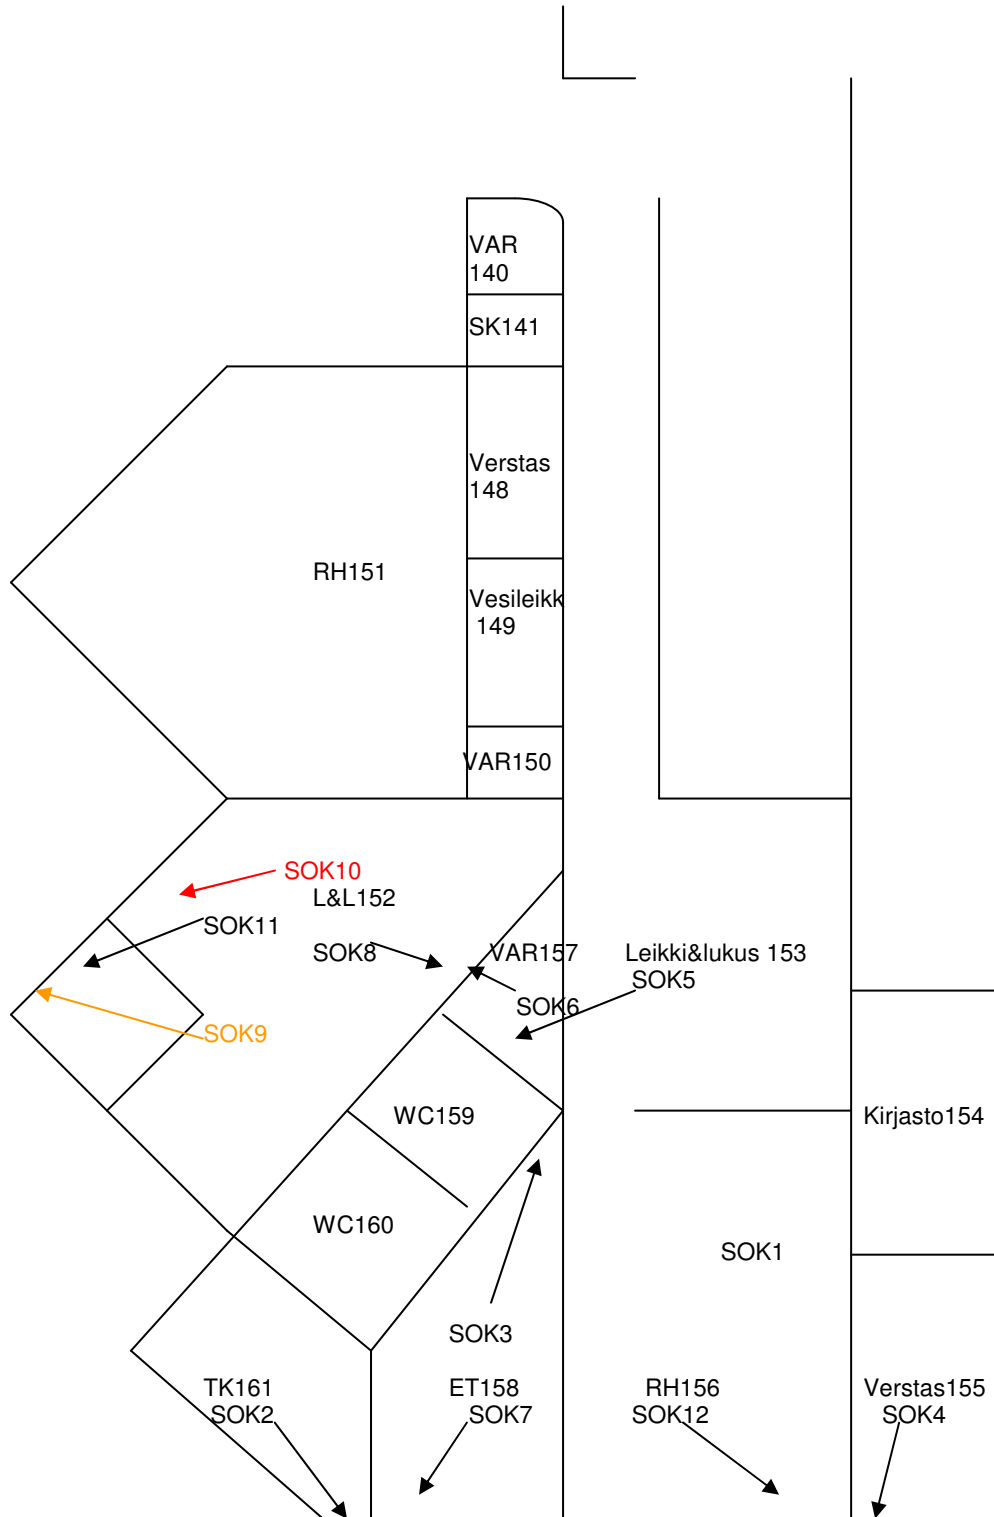 VAR
140
SK141
Verstas
148
RH151
Vesileikk
149
VAR150
SOK10
L&L152
SOK11
SOK8
VAR157
Leikki&lukus 153
SOK5
SOK6
SOK9
WC159
Kirjasto154
WC160
SOK1
SOK3
TK161
SOK2
ET158
SOK7
RH156
SOK12
Verstas155
SOK4